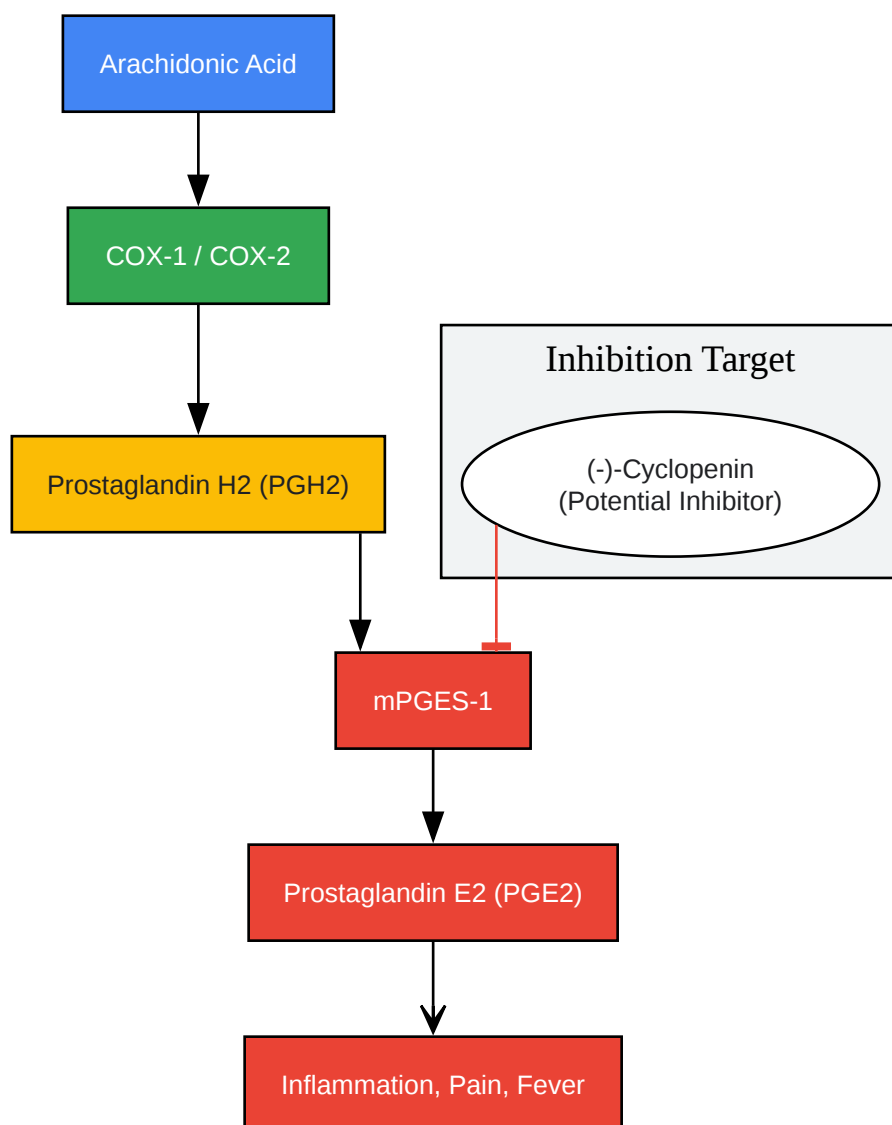 Arachidonic Acid
COX-1 / COX-2
Inhibition Target
(-)-Cyclopenin
(Potential Inhibitor)
Prostaglandin H2 (PGH2)
mPGES-1
Prostaglandin E2 (PGE2)
Inflammation, Pain, Fever